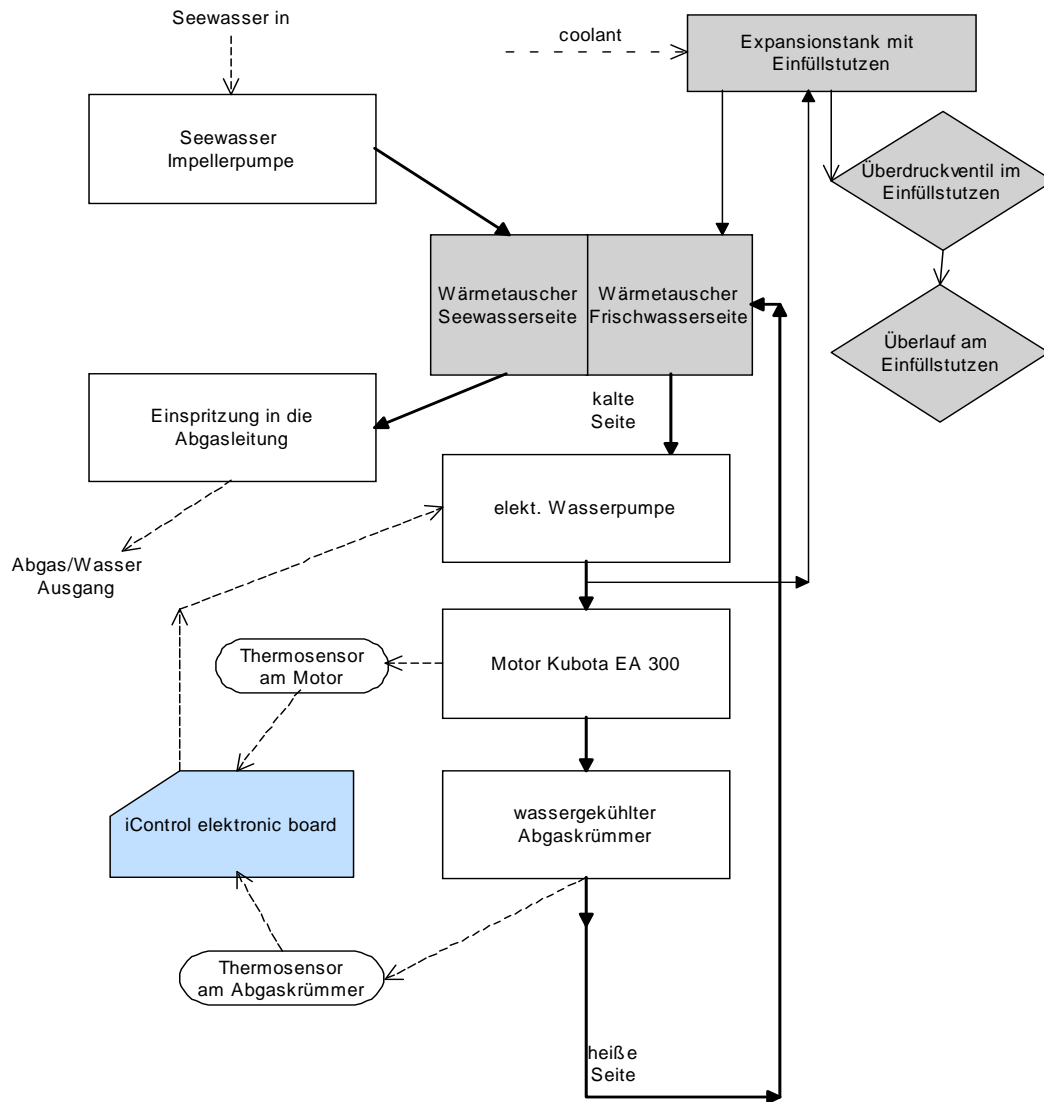 Seewasser in
coolant
Expansionstank mit
Einfüllstutzen
Seewasser
Impellerpumpe
Überdruckventil im
Einfüllstutzen
Wärmetauscher
Seewasserseite
Wärmetauscher
Frischwasserseite
Überlauf am
Einfüllstutzen
kalte
Seite
Einspritzung in die
Abgasleitung
elekt. Wasserpumpe
Abgas/Wasser
Ausgang
Thermosensor
am Motor
Motor Kubota EA 300
iControl elektronic board
wassergekühlter
Abgaskrümmer
Thermosensor
am Abgaskrümmer
heiße
Seite